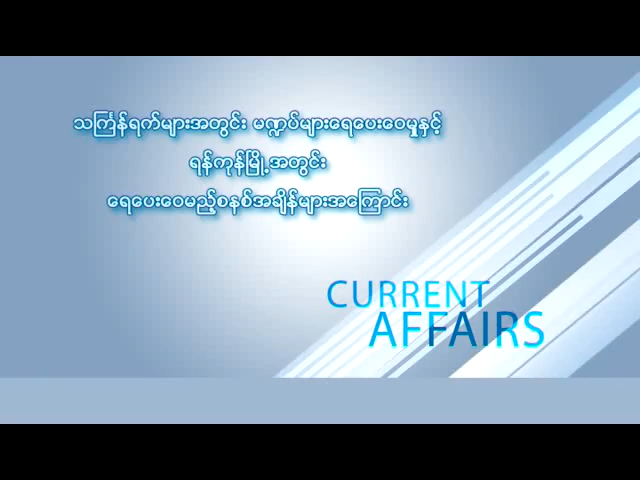 သင်္ကြန်ရက်များအတွင်း မဏ္ဍပ်များရေပေးဝေမှုနှင့်
ရန်ကုန်မြို့အတွင်း
ရေပေးဝေမည့်စနစ်အချိန်များအကြောင်း
CURRENT
AFFAIRS